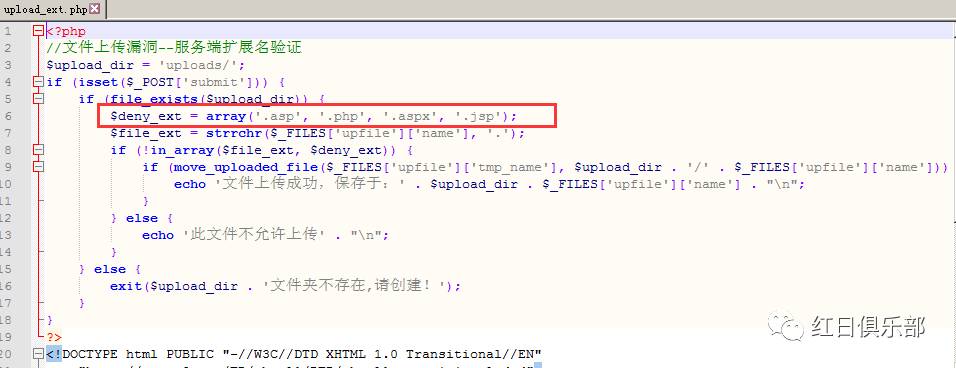 upload_ext.php
1 <?php
2 //文件上传漏洞--服务端扩展名验证
3 $upload_dir = 'uploads/';
4 if (isset($_POST['submit'])) {
5 if (file_exists($upload_dir)) {
6 $deny_ext = array('.asp', '.php', '.aspx', '.jsp');
7 $file_ext = strrchr($_FILES['upfile']['name'], '.');
8 if (!in_array($file_ext, $deny_ext)) {
9 if (move_uploaded_file($_FILES['upfile']['tmp_name'], $upload_dir . '/' . $_FILES['upfile']['name']))
10 echo '文件上传成功，保存于：' . $upload_dir . $_FILES['upfile']['name'] . "\n";
11 }
12 } else {
13 echo '此文件不允许上传' . "\n";
14 }
15 } else {
16 exit($upload_dir . '文件夹不存在,请创建！');
17 }
18 }
19 ?>
20 <!DOCTYPE html PUBLIC "-//W3C//DTD XHTML 1.0 Transitional//EN"
红日俱乐部